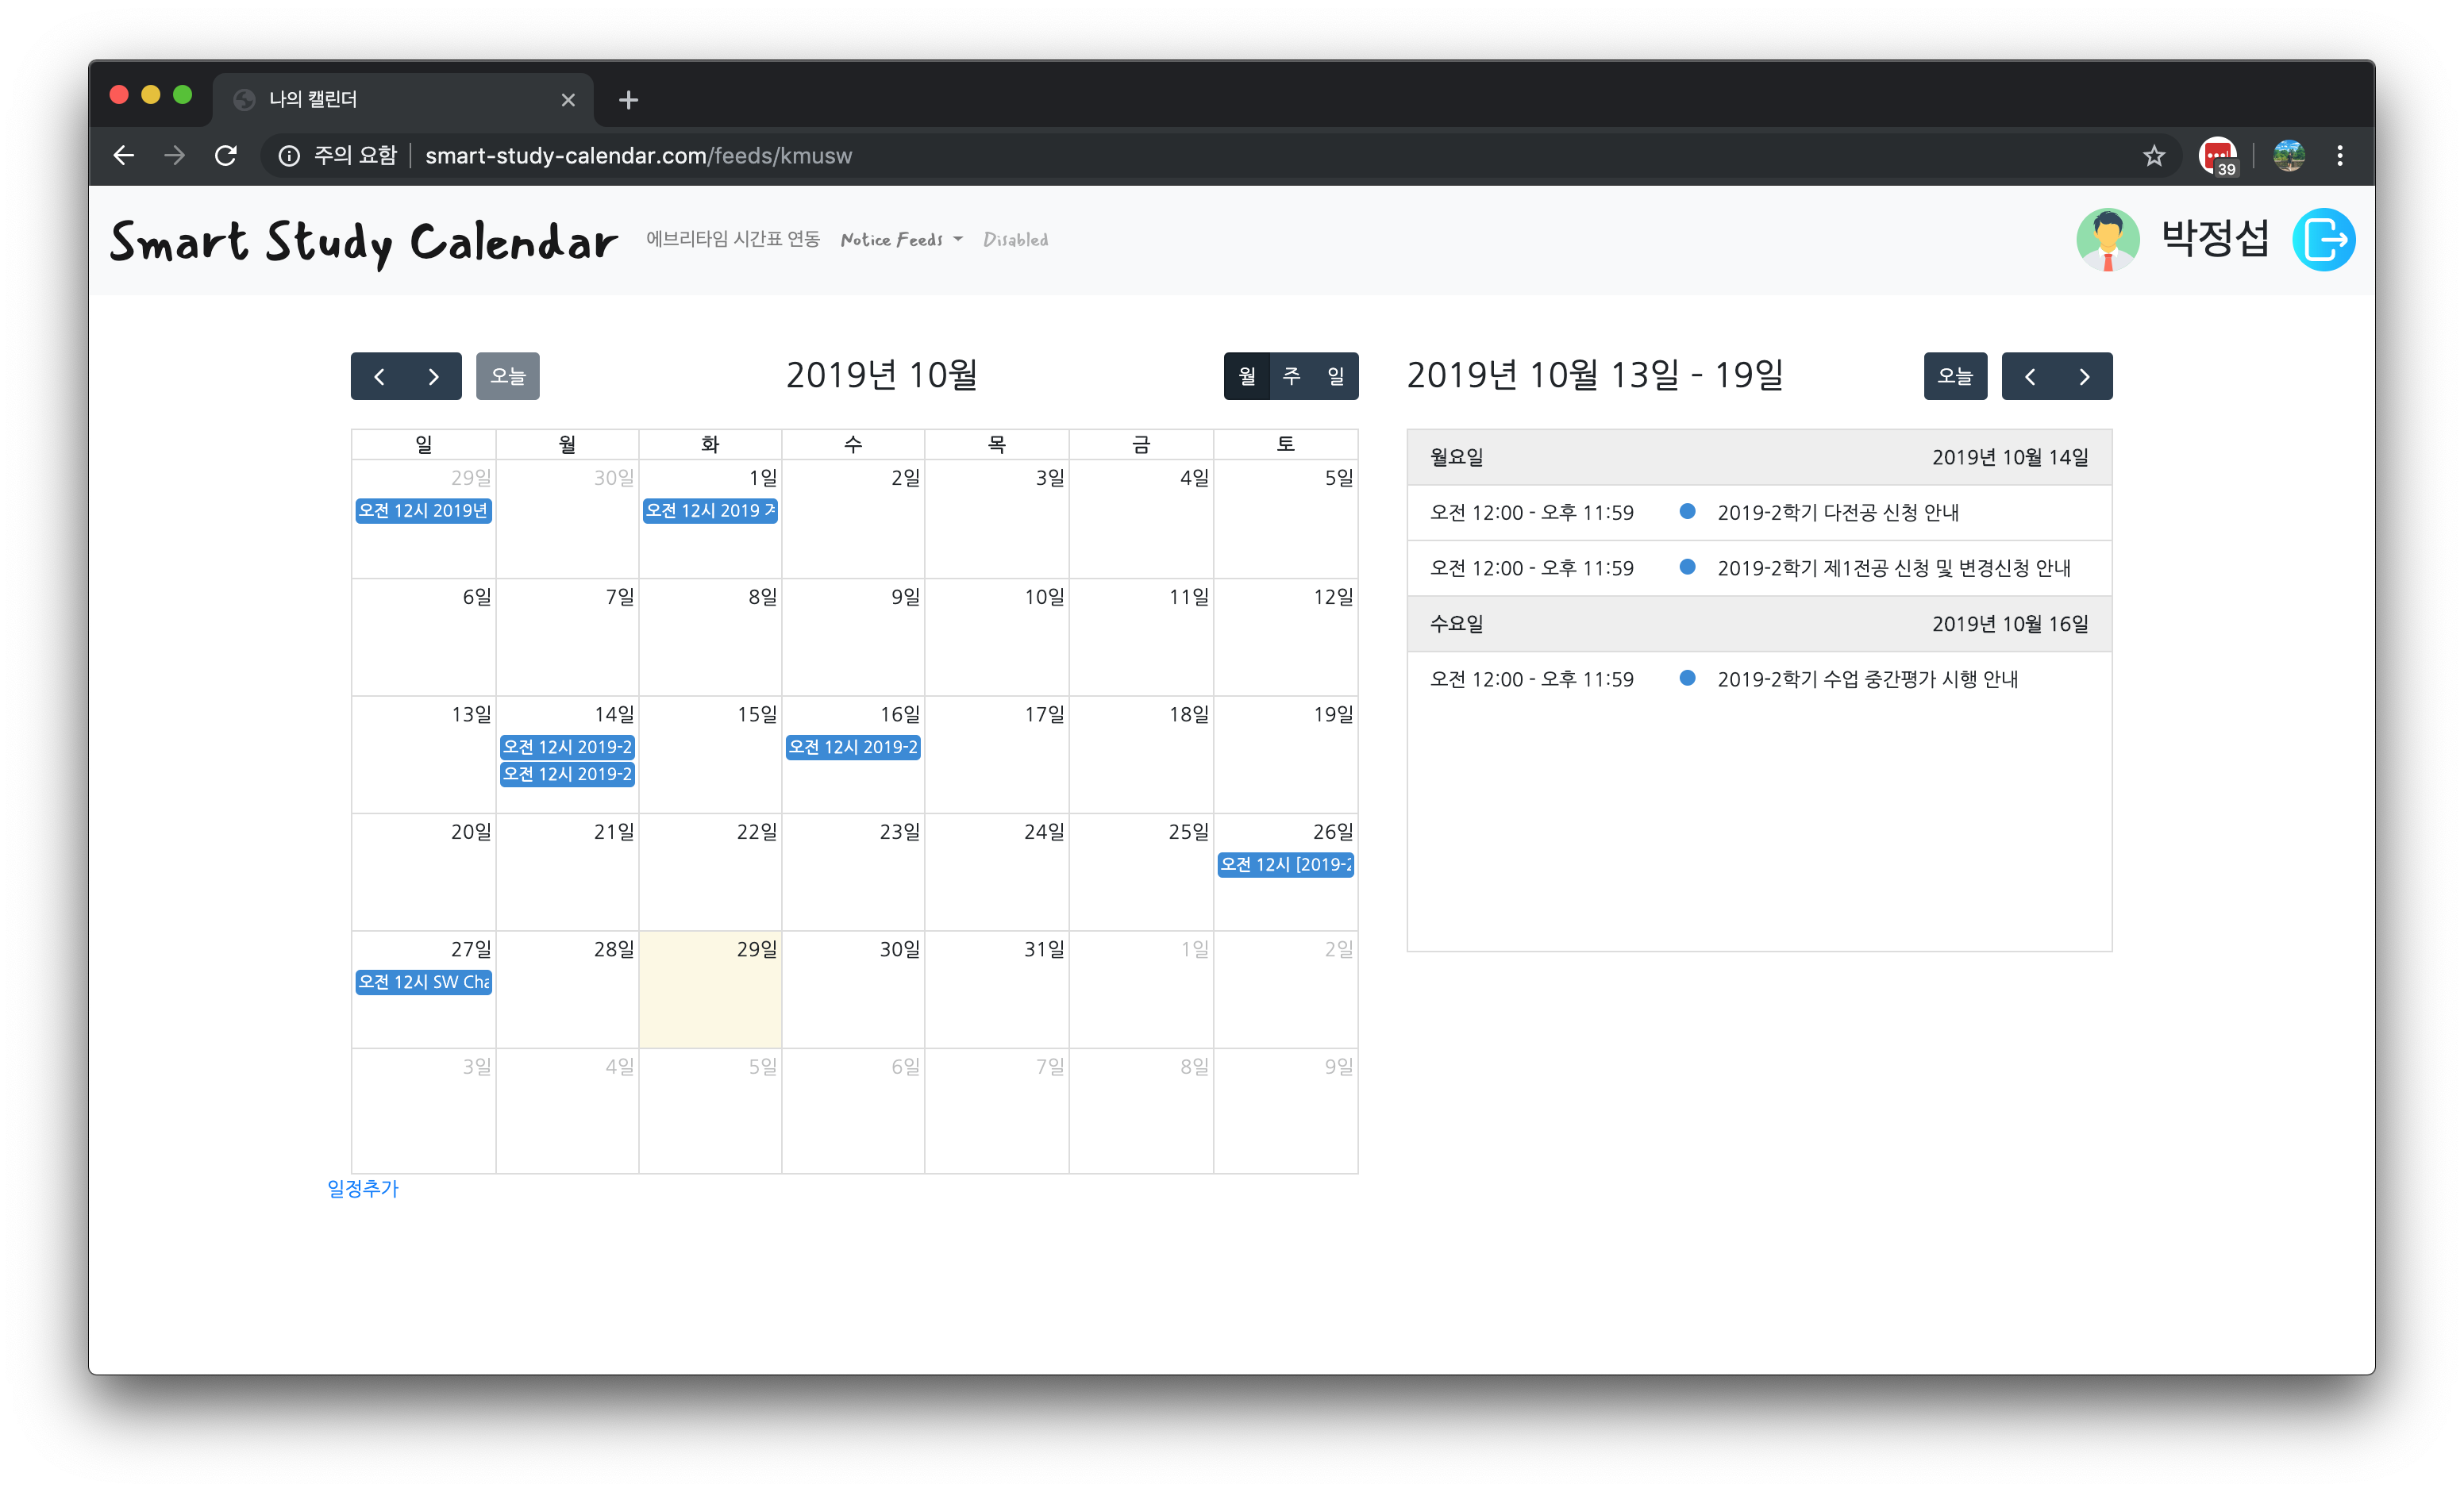 나의 캘린더
주의 요함 smart-study-calendar.com/feeds/kmusw
39
Smart Study Calendar 에브리타임 시간표 연동 Notice Feeds Disabled 박정섭
오늘 2019년 10월 월 주 일
일 월 화 수 목 금 토
29일 30일 1일 2일 3일 4일 5일
오전 12시 2019년 오전 12시 2019
6일 7일 8일 9일 10일 11일 12일
13일 14일 15일 16일 17일 18일 19일
오전 12시 2019-2 오전 12시 2019-2
오전 12시 2019-2
20일 21일 22일 23일 24일 25일 26일
오전 12시 [2019-2
27일 28일 29일 30일 31일 1일 2일
오전 12시 SW Cha
3일 4일 5일 6일 7일 8일 9일
일정추가
2019년 10월 13일 - 19일 오늘
월요일 2019년 10월 14일
오전 12:00 - 오후 11:59 2019-2학기 다전공 신청 안내
오전 12:00 - 오후 11:59 2019-2학기 제1전공 신청 및 변경신청 안내
수요일 2019년 10월 16일
오전 12:00 - 오후 11:59 2019-2학기 수업 중간평가 시행 안내